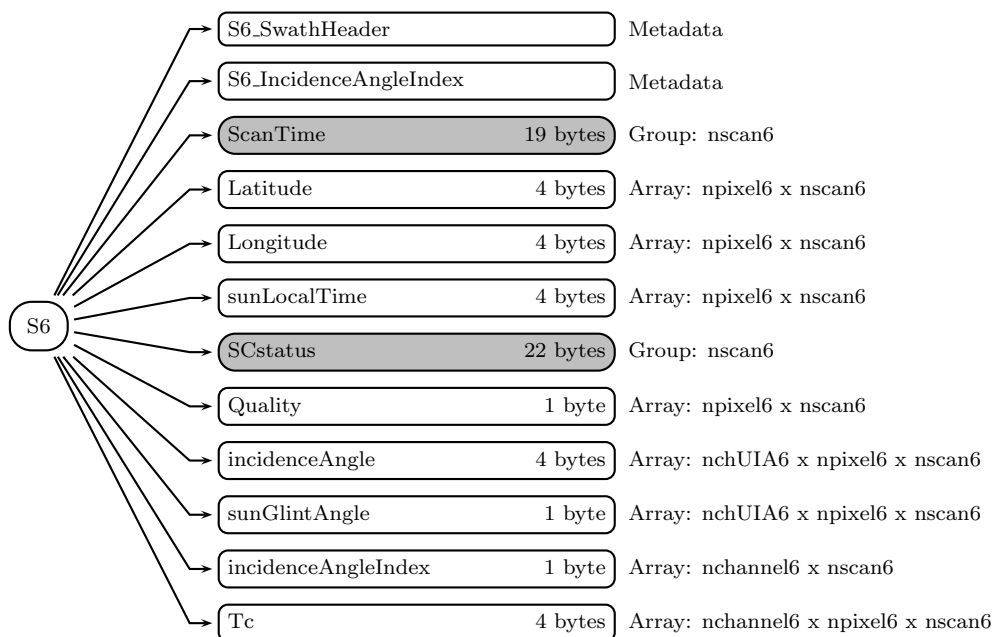 S6_SwathHeader Metadata
S6_IncidenceAngleIndex Metadata
ScanTime 19 bytes Group: nscan6
Latitude 4 bytes Array: npixel6 x nscan6
Longitude 4 bytes Array: npixel6 x nscan6
sunLocalTime 4 bytes Array: npixel6 x nscan6
S6
SCstatus 22 bytes Group: nscan6
Quality 1 byte Array: npixel6 x nscan6
incidenceAngle 4 bytes Array: nchUIA6 x npixel6 x nscan6
sunGlintAngle 1 byte Array: nchUIA6 x npixel6 x nscan6
incidenceAngleIndex 1 byte Array: nchannel6 x nscan6
Tc 4 bytes Array: nchannel6 x npixel6 x nscan6